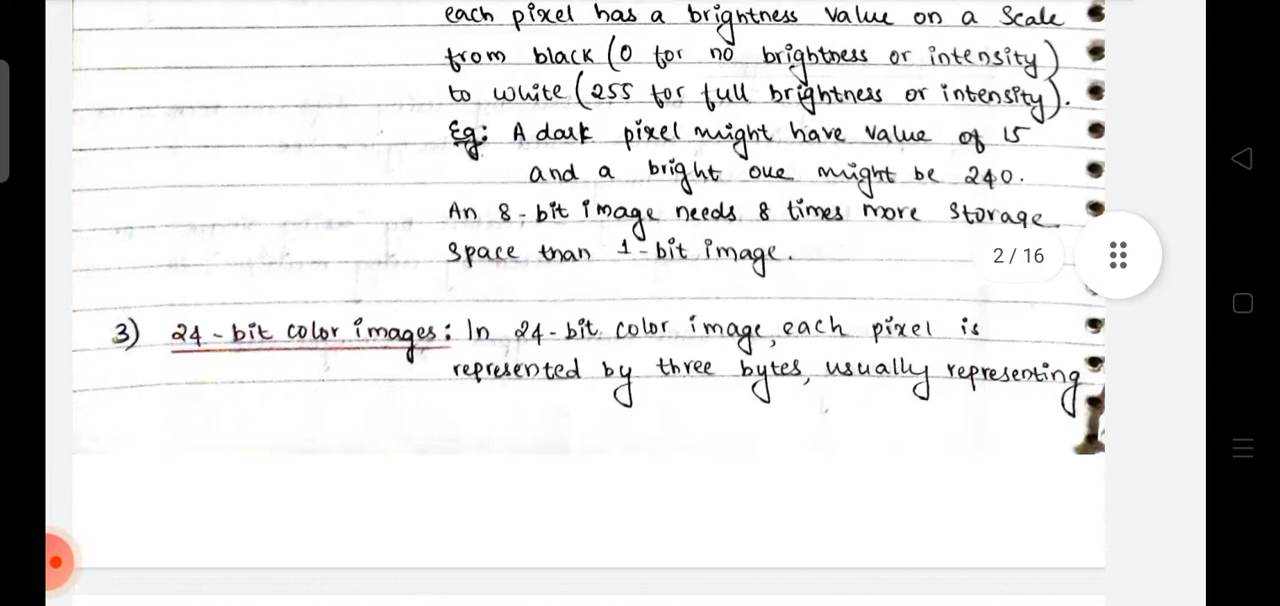 each pixel has a brightness value on a scale
from black (0 for no brightness or intensity)
to white (255 for full brightness or intensity).
Eg: A dark pixel might have value of 15
and a bright one might be 240.
An 8-bit image needs 8 times more storage
space than 1-bit image.
2 / 16
3) 24-bit color images: In 24-bit color image, each pixel is
represented by three bytes, usually representing